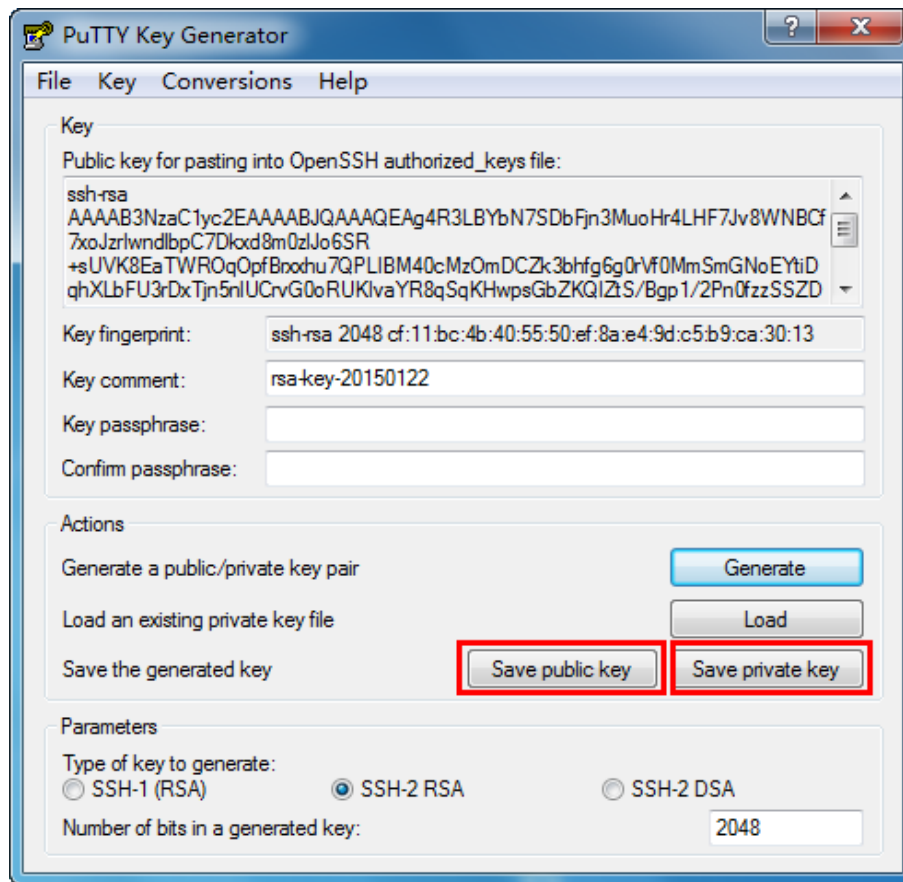 PuTTY Key Generator
File Key Conversions Help
Key
Public key for pasting into OpenSSH authorized_keys file:
ssh-rsa
AAAAB3NzaC1yc2EAAAABJQAAAQEAg4R3LBYbN7SDbFjn3MuoHr4LHF7Jv8WNBCf
7xoJzrlwndlbpC7Dkxd8m0zlJo6SR
+sUVK8EaTWROqOpfBrxxhu7QPLIBM40cMzOmDCZk3bhfg6g0rVf0MmSmGNoEYtiD
qhXLbFU3rDxTjn5nlUCrvG0oRUKlvaYR8qSqKHwpsGbZKQIZtS/Bgp1/2Pn0fzzSSZD
Key fingerprint: ssh-rsa 2048 cf:11:bc:4b:40:55:50:ef:8a:e4:9d:c5:b9:ca:30:13
Key comment: rsa-key-20150122
Key passphrase:
Confirm passphrase:
Actions
Generate a public/private key pair Generate
Load an existing private key file Load
Save the generated key Save public key Save private key
Parameters
Type of key to generate:
SSH-1 (RSA) SSH-2 RSA SSH-2 DSA
Number of bits in a generated key: 2048